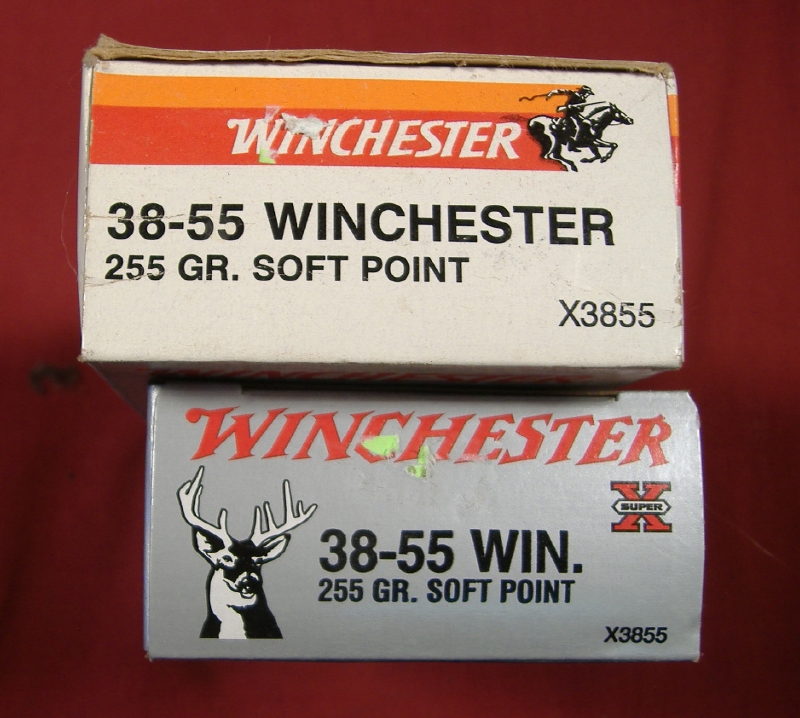 WINCHESTER
38-55 WINCHESTER
255 GR. SOFT POINT
X3855
WINCHESTER
WINCHESTER
X
SUPER
38-55 WIN.
255 GR. SOFT POINT
X3855